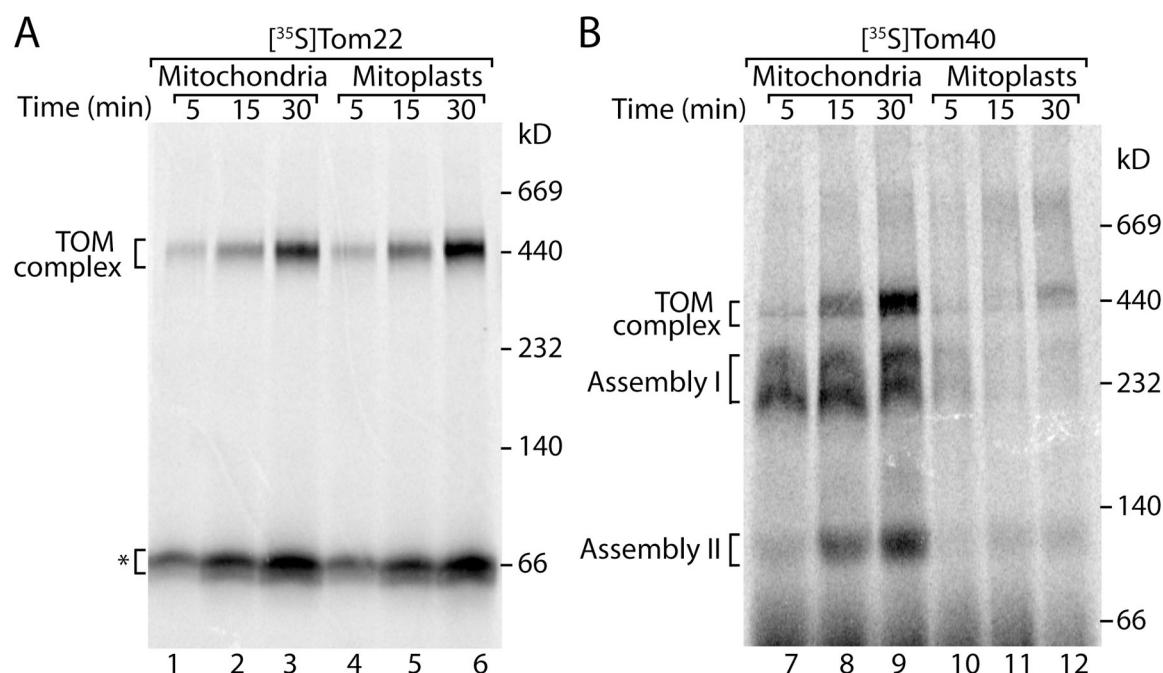 A
[35S]Tom22
Mitochondria Mitoplasts
Time (min) 5 15 30 5 15 30
kD
669
TOM
complex
440
232
140
*
66
1 2 3 4 5 6
B
[35S]Tom40
Mitochondria Mitoplasts
Time (min) 5 15 30 5 15 30
kD
669
TOM
complex
440
Assembly I
232
140
Assembly II
66
7 8 9 10 11 12